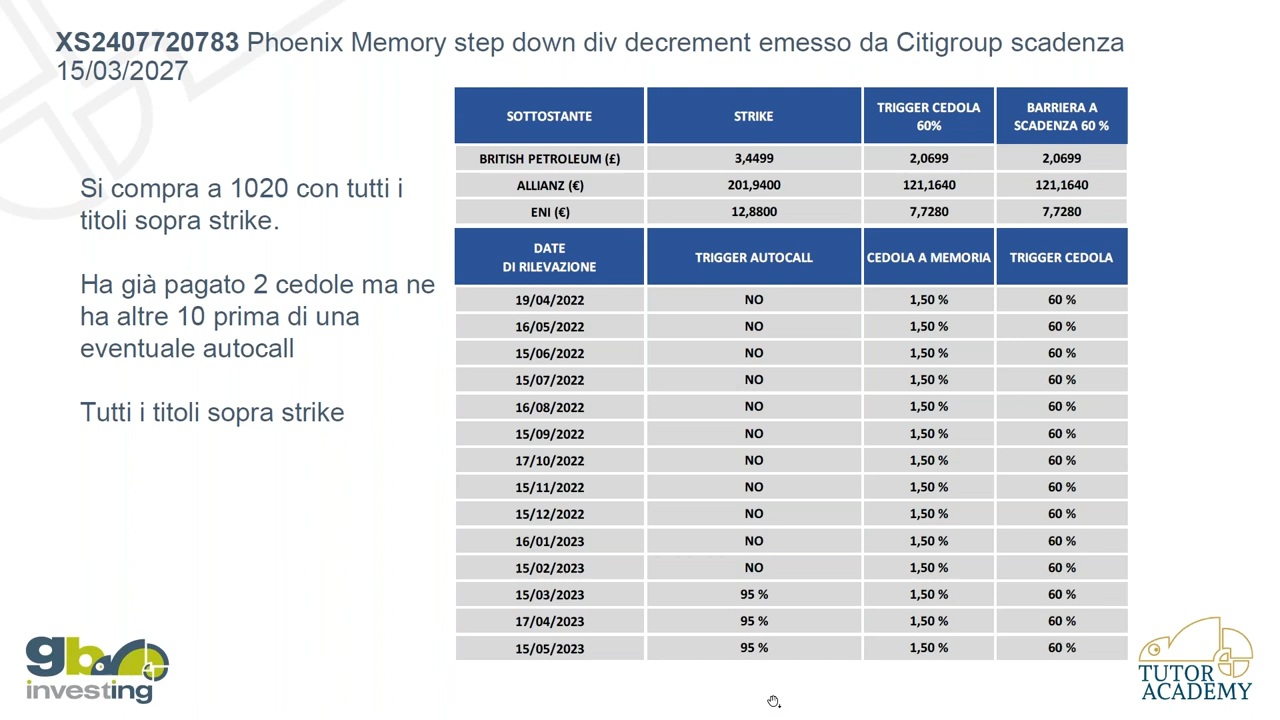 XS2407720783 Phoenix Memory step down div decrement emesso da Citigroup scadenza
15/03/2027
Si compra a 1020 con tutti i
titoli sopra strike.
Ha già pagato 2 cedole ma ne
ha altre 10 prima di una
eventuale autocall
Tutti i titoli sopra strike
SOTTOSTANTE STRIKE TRIGGER CEDOLA 60% BARRIERA A SCADENZA 60 %
BRITISH PETROLEUM (£) 3,4499 2,0699 2,0699
ALLIANZ (€) 201,9400 121,1640 121,1640
ENI (€) 12,8800 7,7280 7,7280
DATE DI RILEVAZIONE TRIGGER AUTOCALL CEDOLA A MEMORIA TRIGGER CEDOLA
19/04/2022 NO 1,50 % 60 %
16/05/2022 NO 1,50 % 60 %
15/06/2022 NO 1,50 % 60 %
15/07/2022 NO 1,50 % 60 %
16/08/2022 NO 1,50 % 60 %
15/09/2022 NO 1,50 % 60 %
17/10/2022 NO 1,50 % 60 %
15/11/2022 NO 1,50 % 60 %
15/12/2022 NO 1,50 % 60 %
16/01/2023 NO 1,50 % 60 %
15/02/2023 NO 1,50 % 60 %
15/03/2023 95 % 1,50 % 60 %
17/04/2023 95 % 1,50 % 60 %
15/05/2023 95 % 1,50 % 60 %
gb
investing
TUTOR
ACADEMY